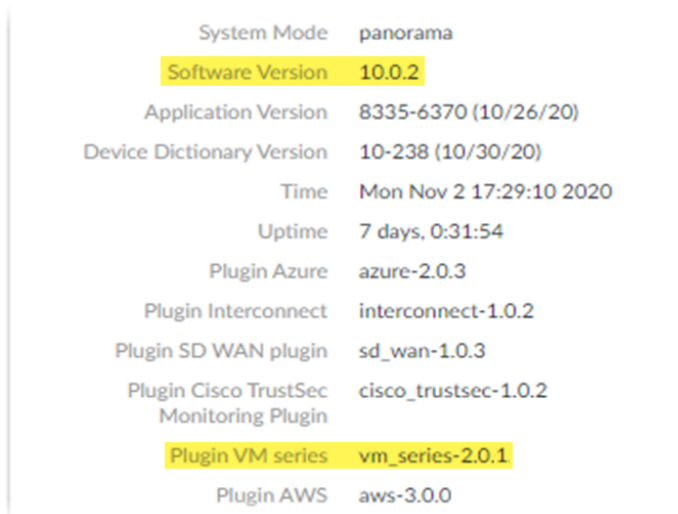 System Mode panorama
Software Version 10.0.2
Application Version 8335-6370 (10/26/20)
Device Dictionary Version 10-238 (10/30/20)
Time Mon Nov 2 17:29:10 2020
Uptime 7 days, 0:31:54
Plugin Azure azure-2.0.3
Plugin Interconnect interconnect-1.0.2
Plugin SD WAN plugin sd_wan-1.0.3
Plugin Cisco TrustSec cisco_trustsec-1.0.2
Monitoring Plugin
Plugin VM series vm_series-2.0.1
Plugin AWS aws-3.0.0